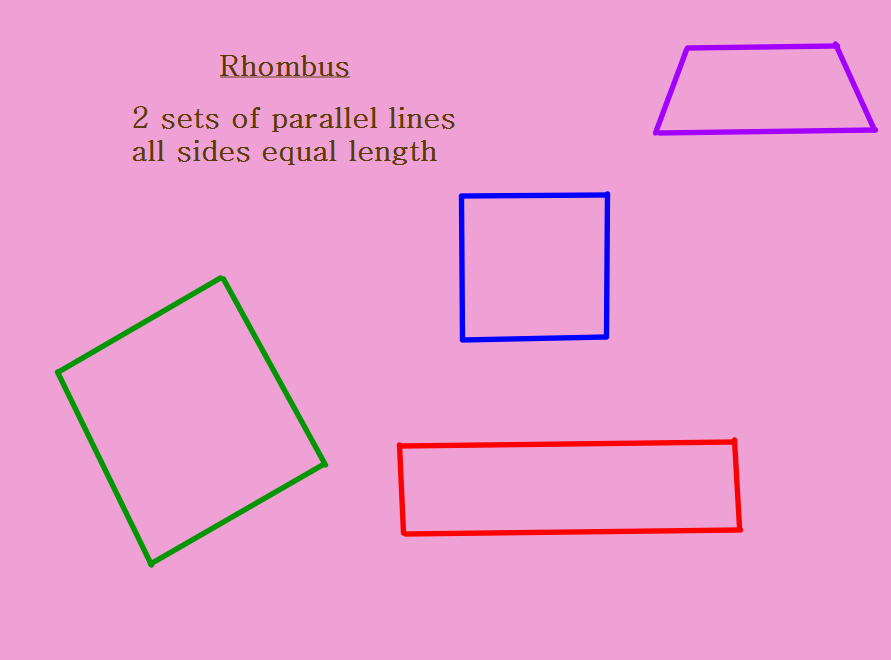 Rhombus
2 sets of parallel lines
all sides equal length